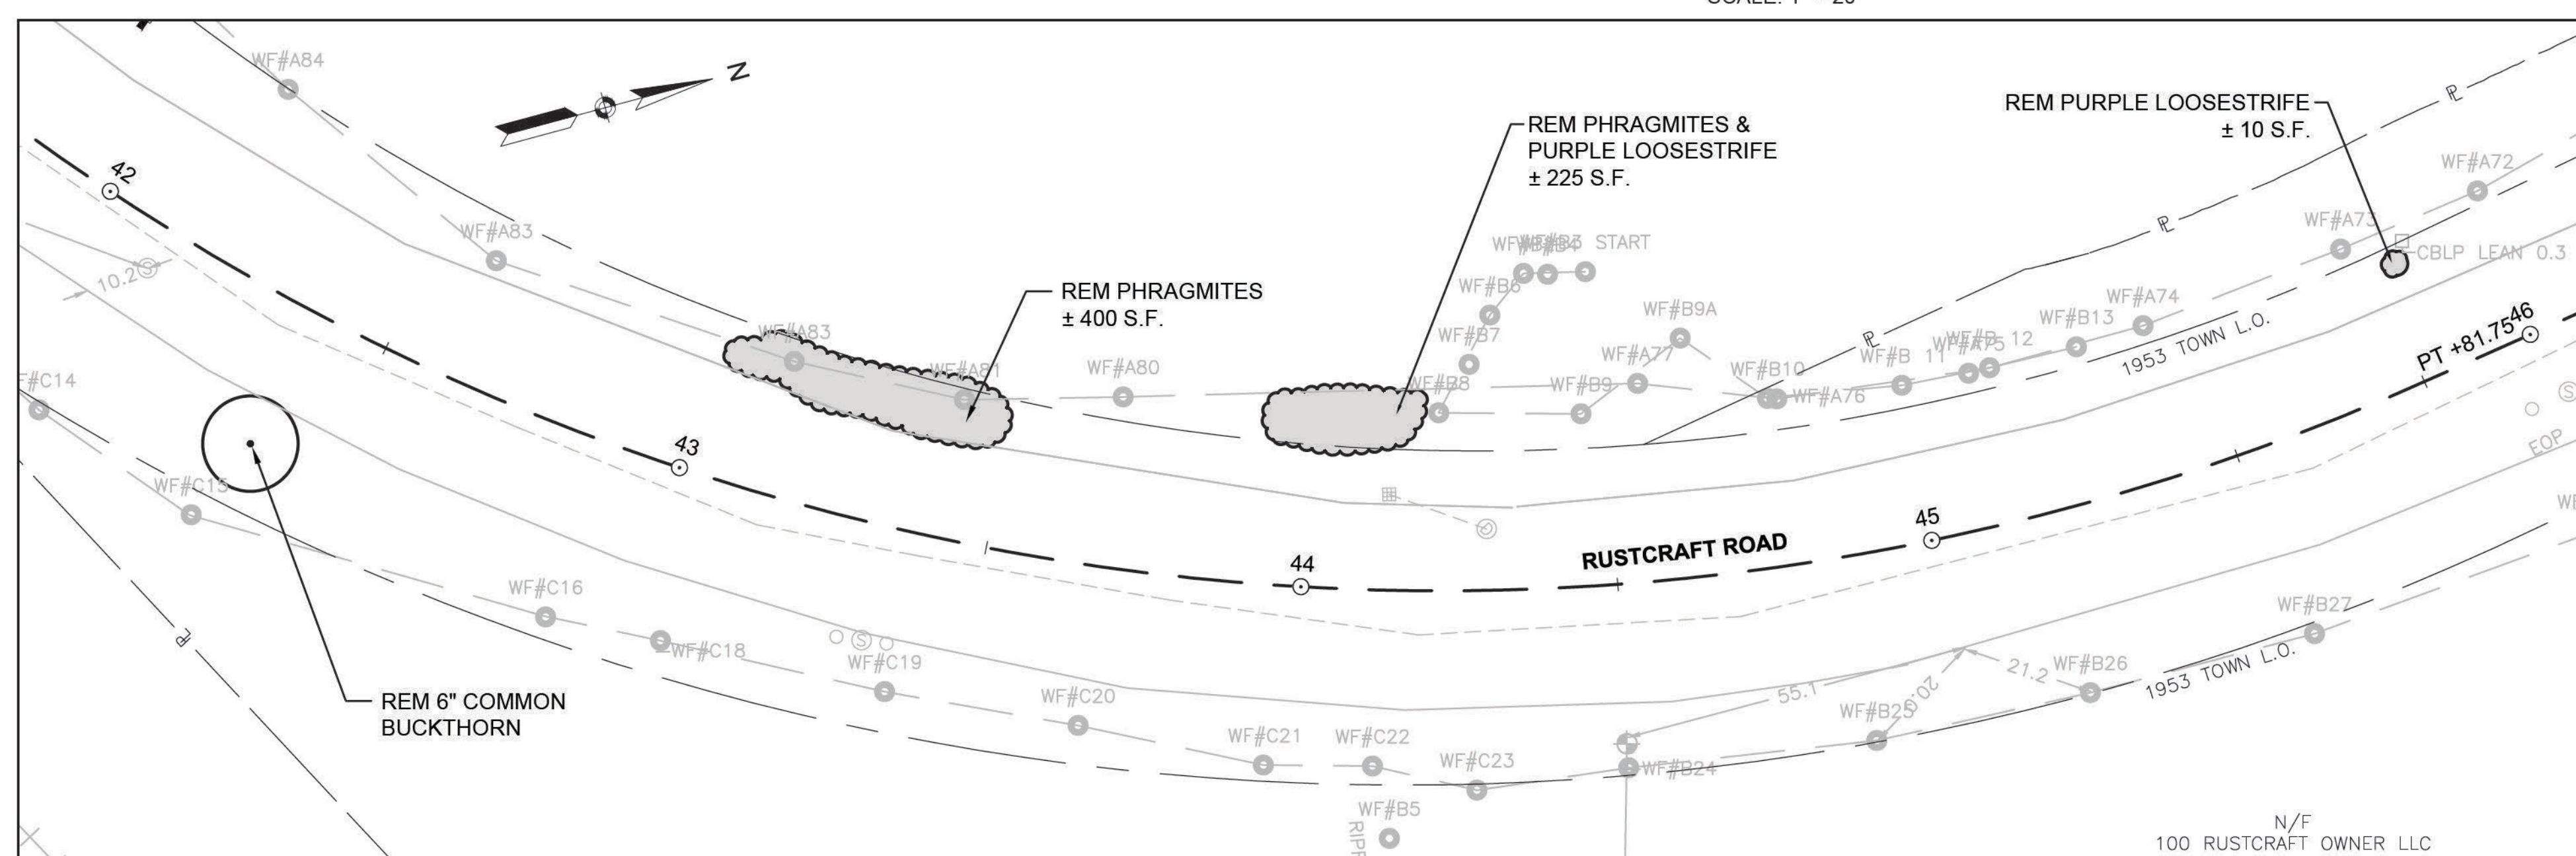 WF#A84
N
REM PHRAGMITES &
PURPLE LOOSESTRIFE
± 225 S.F.
REM PURPLE LOOSESTRIFE
± 10 S.F.
42
WF#A83
10.2
S
REM PHRAGMITES
± 400 S.F.
WF#A83
WF#A81
WF#A80
WF#B3 START
WF#B6
WF#B7
WF#B8
WF#B9
WF#A77
WF#B9A
WF#B10
WF#A76
WF#B 11
WF#A75
12
WF#B13
WF#A74
WF#A73
WF#A72
CBLP LEAN 0.3
1953 TOWN L.O.
PT +81.75
46
EOP
S
F#C14
WF#C15
43
44
RUSTCRAFT ROAD
45
WF#C16
WF#C18
S
WF#C19
WF#C20
WF#C21
WF#C22
WF#C23
WF#B24
55.1
WF#B25
21.2
WF#B26
WF#B27
1953 TOWN L.O.
REM 6" COMMON
BUCKTHORN
WF#B5
N/F
100 RUSTCRAFT OWNER LLC